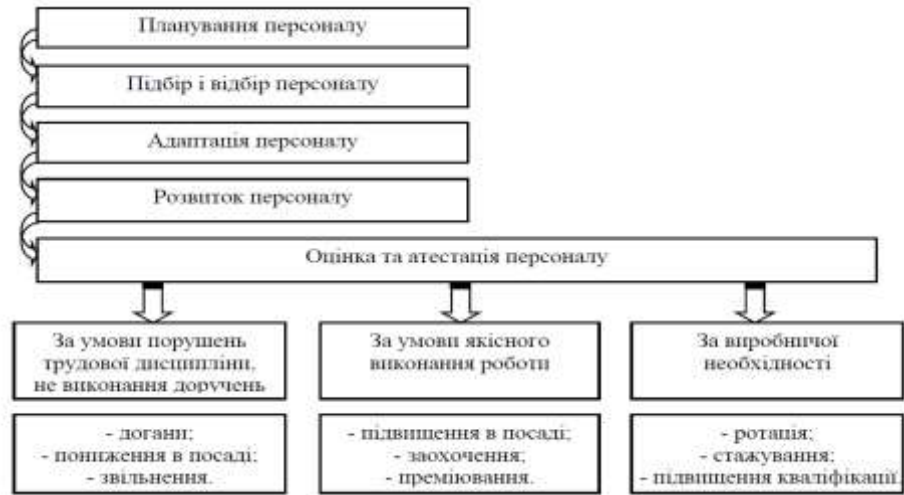 Планування персоналу
Підбір і відбір персоналу
Адаптація персоналу
Розвиток персоналу
Оцінка та атестація персоналу
За умови порушень
трудової дисципліни,
не виконання доручень
За умови якісного
виконання роботи
За виробничої
необхідності
- догани;
- пониження в посаді;
- звільнення.
- підвищення в посаді;
- заохочення;
- преміювання.
- ротація;
- стажування;
- підвищення кваліфікації.